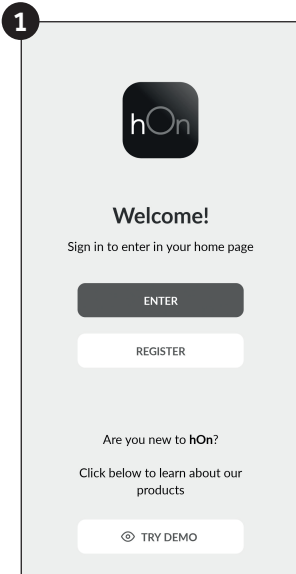 1
hOn
Welcome!
Sign in to enter in your home page
ENTER
REGISTER
Are you new to hOn?
Click below to learn about our
products
TRY DEMO